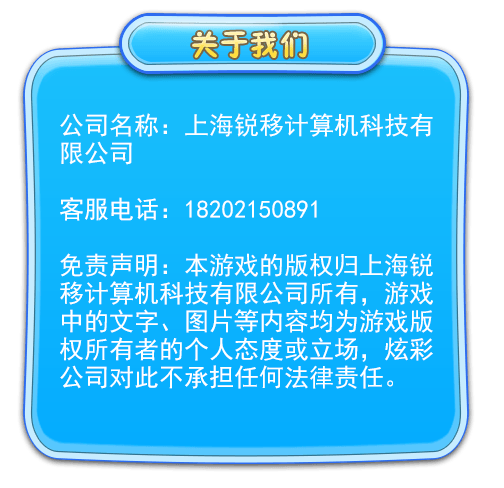 关于我们
公司名称：上海锐移计算机科技有
限公司
客服电话：18202150891
免责声明：本游戏的版权归上海锐
移计算机科技有限公司所有，游戏
中的文字、图片等内容均为游戏版
权所有者的个人态度或立场，炫彩
公司对此不承担任何法律责任。